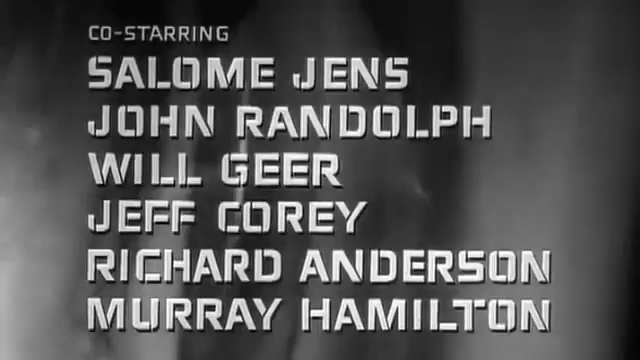 CO-STARRING
SALOME JENS
JOHN RANDOLPH
WILL GEER
JEFF COREY
RICHARD ANDERSON
MURRAY HAMILTON